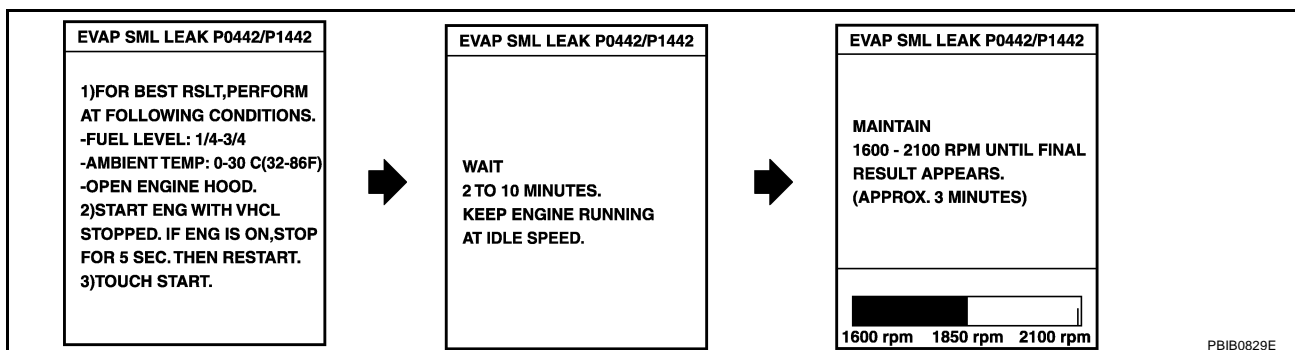 EVAP SML LEAK P0442/P1442
1)FOR BEST RSLT,PERFORM
AT FOLLOWING CONDITIONS.
-FUEL LEVEL: 1/4-3/4
-AMBIENT TEMP: 0-30 C(32-86F)
-OPEN ENGINE HOOD.
2)START ENG WITH VHCL
STOPPED. IF ENG IS ON,STOP
FOR 5 SEC. THEN RESTART.
3)TOUCH START.
EVAP SML LEAK P0442/P1442
WAIT
2 TO 10 MINUTES.
KEEP ENGINE RUNNING
AT IDLE SPEED.
EVAP SML LEAK P0442/P1442
MAINTAIN
1600 - 2100 RPM UNTIL FINAL
RESULT APPEARS.
(APPROX. 3 MINUTES)
1600 rpm 1850 rpm 2100 rpm
PBIB0829E